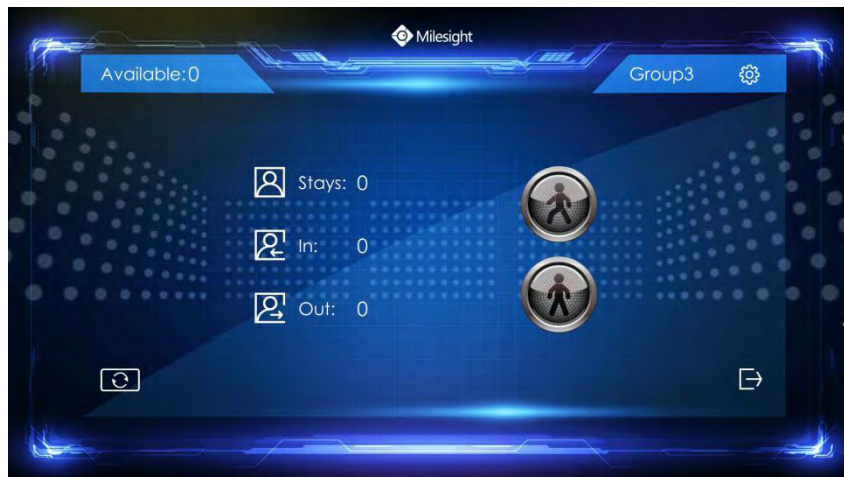 Milesight
Available:0
Group3
Stays: 0
In: 0
Out: 0